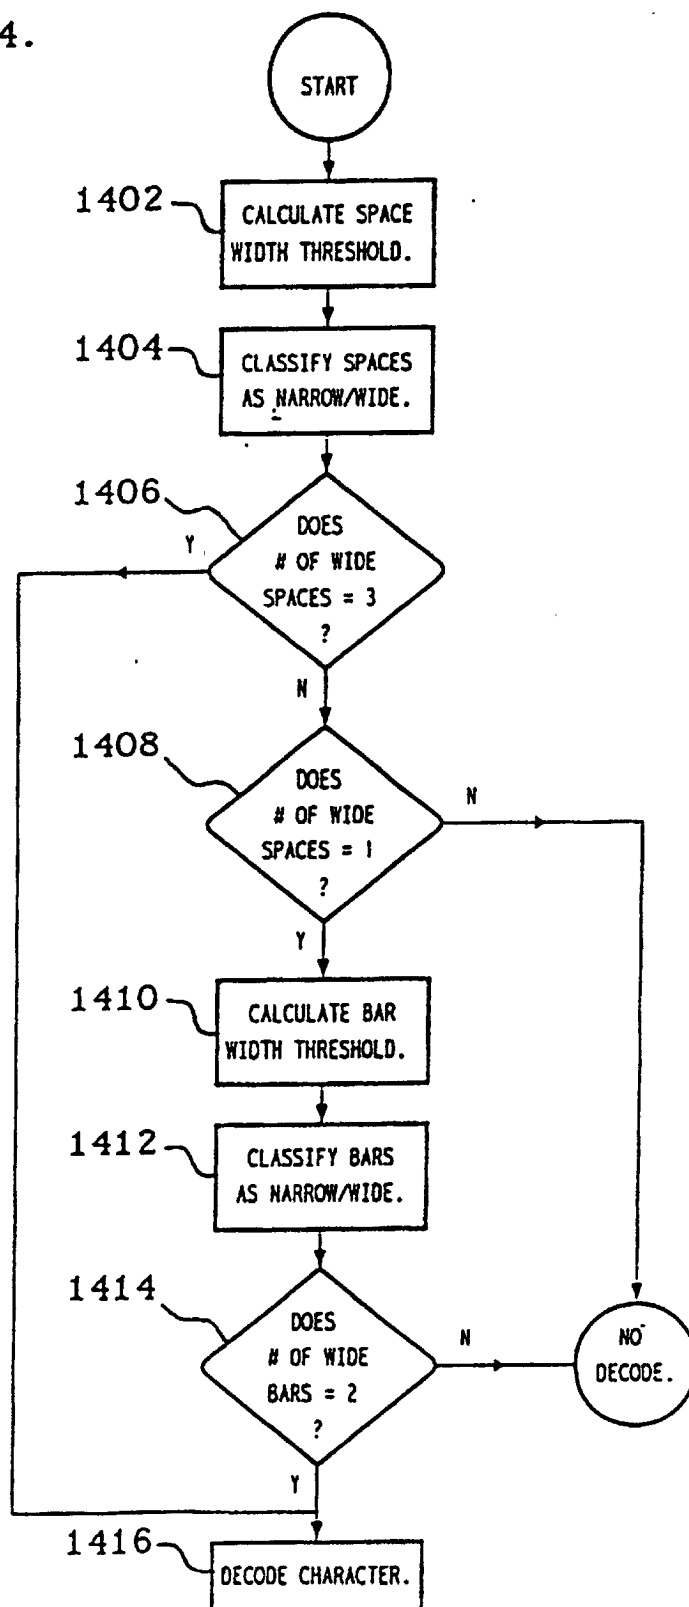 4.
START
1402
CALCULATE SPACE
WIDTH THRESHOLD.
1404
CLASSIFY SPACES
AS NARROW/WIDE.
1406
DOES
# OF WIDE
SPACES = 3
?
Y
N
1408
DOES
# OF WIDE
SPACES = 1
?
N
Y
1410
CALCULATE BAR
WIDTH THRESHOLD.
1412
CLASSIFY BARS
AS NARROW/WIDE.
1414
DOES
# OF WIDE
BARS = 2
?
N
NO
DECODE.
Y
1416
DECODE CHARACTER.